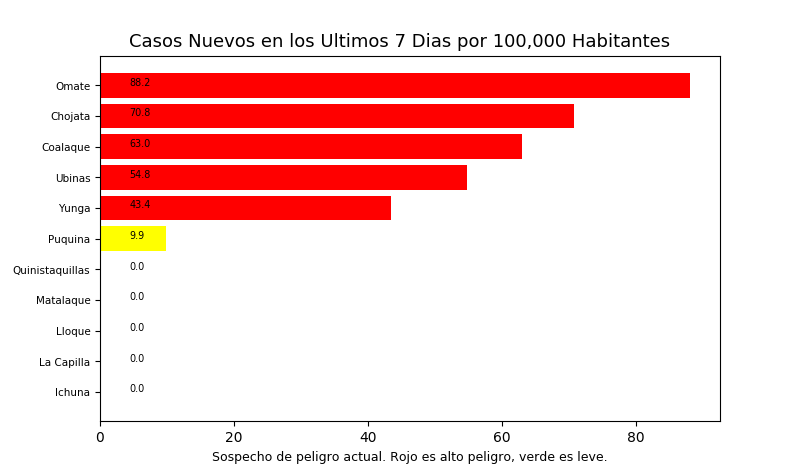 Casos Nuevos en los Ultimos 7 Dias por 100,000 Habitantes
Omate 88.2
Chojata 70.8
Coalaque 63.0
Ubinas 54.8
Yunga 43.4
Puquina 9.9
Quinistaquillas 0.0
Matalaque 0.0
Lloque 0.0
La Capilla 0.0
Ichuna 0.0
0 20 40 60 80
Sospecho de peligro actual. Rojo es alto peligro, verde es leve.